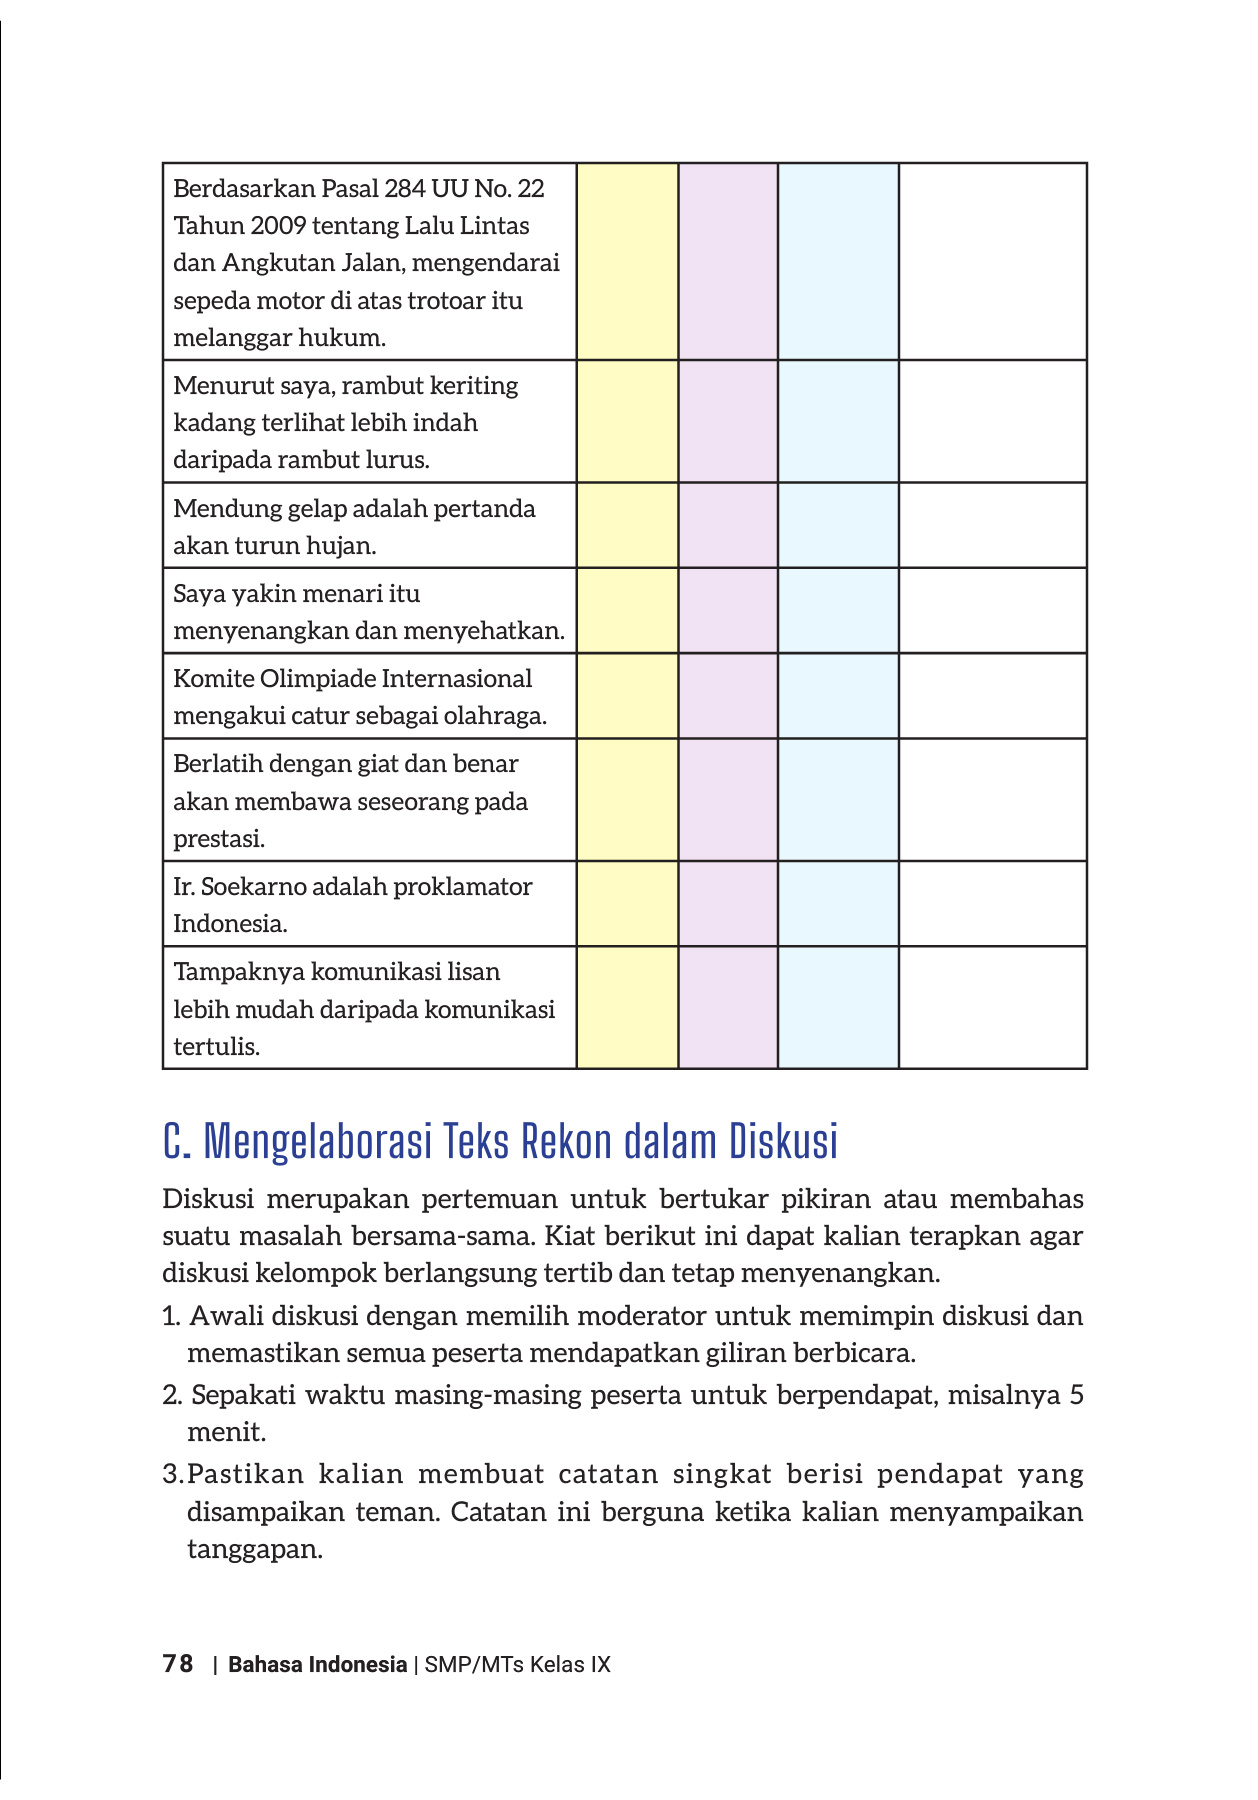 Berdasarkan Pasal 284 UU No. 22
Tahun 2009 tentang Lalu Lintas
dan Angkutan Jalan, mengendarai
sepeda motor di atas trotoar itu
melanggar hukum.
Menurut saya, rambut keriting
kadang terlihat lebih indah
daripada rambut lurus.
Mendung gelap adalah pertanda
akan turun hujan.
Saya yakin menari itu
menyenangkan dan menyehatkan.
Komite Olimpiade Internasional
mengakui catur sebagai olahraga.
Berlatih dengan giat dan benar
akan membawa seseorang pada
prestasi.
Ir. Soekarno adalah proklamator
Indonesia.
Tampaknya komunikasi lisan
lebih mudah daripada komunikasi
tertulis.
C. Mengelaborasi Teks Rekon dalam Diskusi
Diskusi merupakan pertemuan untuk bertukar pikiran atau membahas
suatu masalah bersama-sama. Kiat berikut ini dapat kalian terapkan agar
diskusi kelompok berlangsung tertib dan tetap menyenangkan.
1. Awali diskusi dengan memilih moderator untuk memimpin diskusi dan
memastikan semua peserta mendapatkan giliran berbicara.
2. Sepakati waktu masing-masing peserta untuk berpendapat, misalnya 5
menit.
3.Pastikan kalian membuat catatan singkat berisi pendapat yang
disampaikan teman. Catatan ini berguna ketika kalian menyampaikan
tanggapan.
78 | Bahasa Indonesia | SMP/MTs Kelas IX